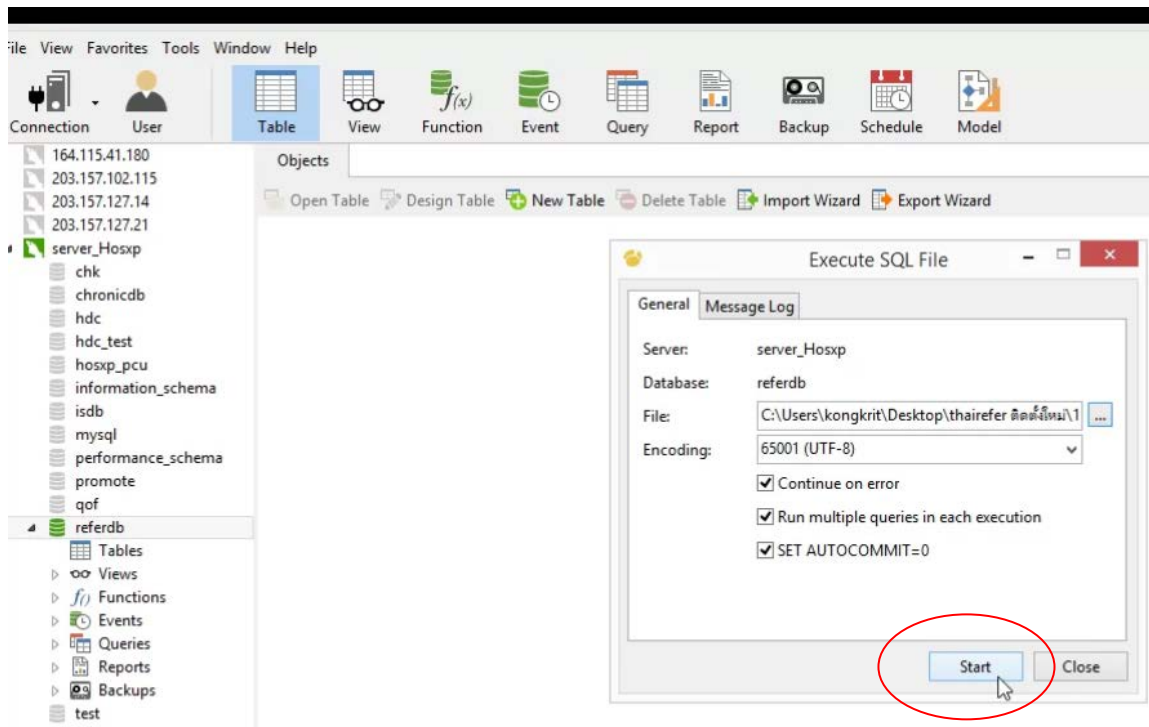 File View Favorites Tools Window Help
Connection User Table View Function Event Query Report Backup Schedule Model
f(x)
164.115.41.180
203.157.102.115
203.157.127.14
203.157.127.21
server_Hosxp
chk
chronicdb
hdc
hdc_test
hosxp_pcu
information_schema
isdb
mysql
performance_schema
promote
qof
referdb
Tables
Views
f() Functions
Events
Queries
Reports
Backups
test
Objects
Open Table Design Table New Table Delete Table Import Wizard Export Wizard
Execute SQL File
General Message Log
Server: server_Hosxp
Database: referdb
File: C:\Users\kongkrit\Desktop\thairefer ติดตั้งใหม่\1 ...
Encoding: 65001 (UTF-8)
Continue on error
Run multiple queries in each execution
SET AUTOCOMMIT=0
Start Close